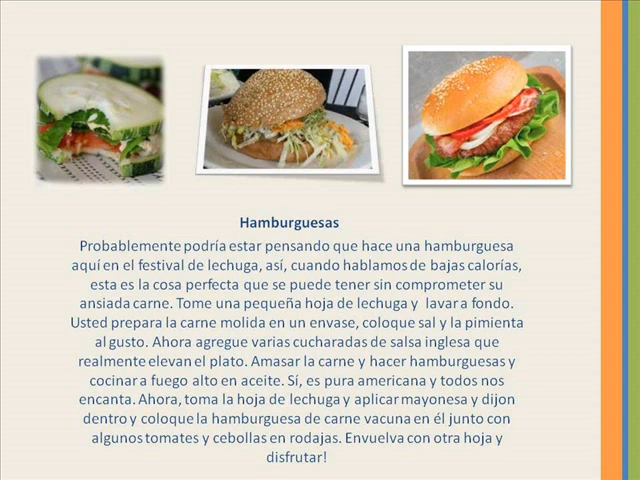 Hamburguesas
Probablemente podría estar pensando que hace una hamburguesa
aquí en el festival de lechuga, así, cuando hablamos de bajas calorías,
esta es la cosa perfecta que se puede tener sin comprometer su
ansiada carne. Tome una pequeña hoja de lechuga y lavar a fondo.
Usted prepara la carne molida en un envase, coloque sal y la pimienta
al gusto. Ahora agregue varias cucharadas de salsa inglesa que
realmente elevan el plato. Amasar la carne y hacer hamburguesas y
cocinar a fuego alto en aceite. Sí, es pura americana y todos nos
encanta. Ahora, toma la hoja de lechuga y aplicar mayonesa y dijon
dentro y coloque la hamburguesa de carne vacuna en él junto con
algunos tomates y cebollas en rodajas. Envuelva con otra hoja y
disfrutar!